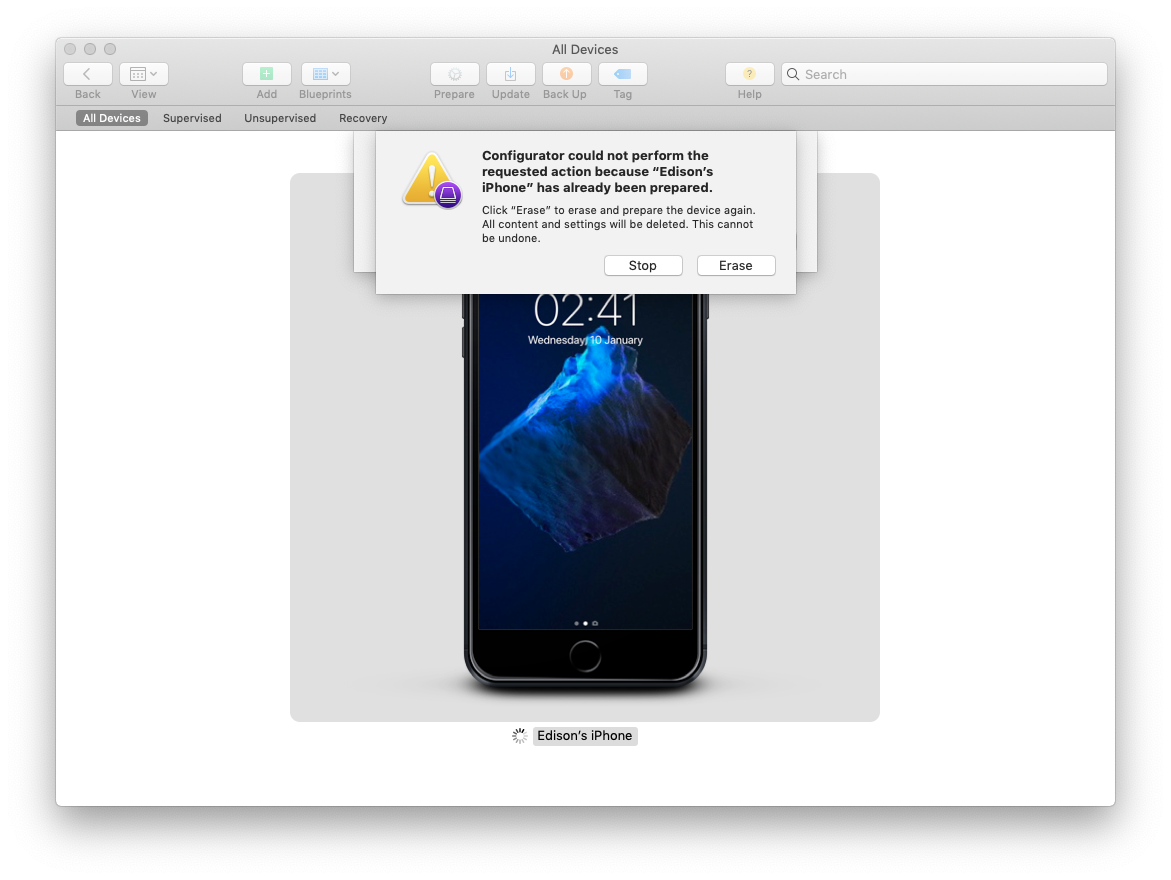 All Devices
Back
View
Add
Blueprints
Prepare
Update
Back Up
Tag
?
Help
Search
All Devices
Supervised
Unsupervised
Recovery
Configurator could not perform the
requested action because “Edison’s
iPhone” has already been prepared.
Click “Erase” to erase and prepare the device again.
All content and settings will be deleted. This cannot
be undone.
Stop
Erase
02:41
Wednesday, 10 January
Edison’s iPhone